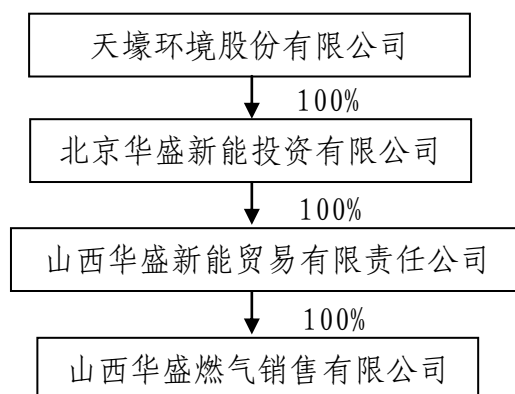 天壕环境股份有限公司
100%
北京华盛新能投资有限公司
100%
山西华盛新能贸易有限责任公司
100%
山西华盛燃气销售有限公司